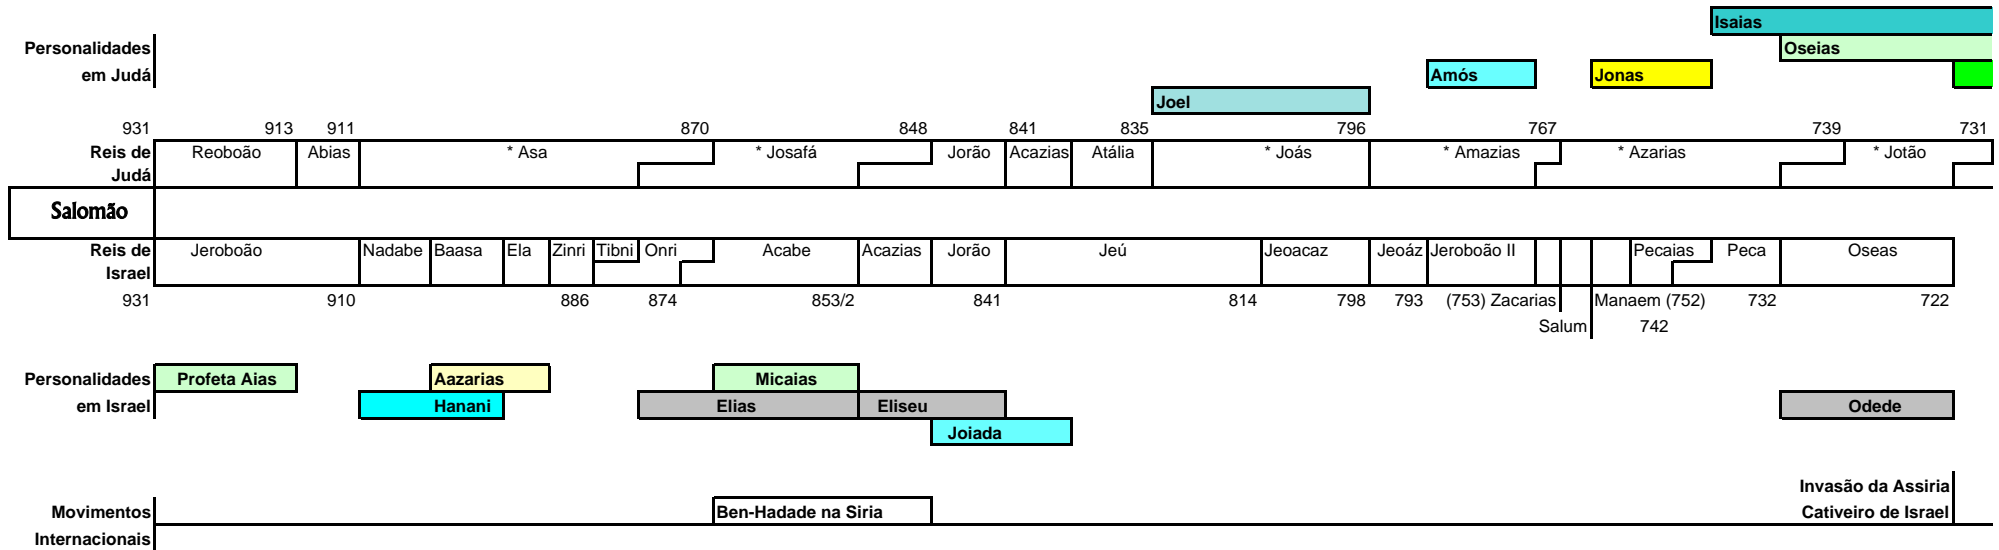 Isaias
Personalidades Oseias
em Judá Amós Jonas
Joel
931 913 911 870 848 841 835 796 767 739 731
Reis de Reoboão Abias * Asa * Josafá Jorão Acazias Atália * Joás * Amazias * Azarias * Jotão
Judá
Salomão
Reis de Jeroboão Nadabe Baasa Ela Zinri Tibni Onri Acabe Acazias Jorão Jeú Jeoacaz Jeoáz Jeroboão II Pecaias Peca Oseas
Israel
931 910 886 874 853/2 841 814 798 793 (753) Zacarias Manaem (752) 732 722
Salum 742
Personalidades Profeta Aias Aazarias Micaias
em Israel Hanani Elias Eliseu Odede
Joiada
Invasão da Assiria
Movimentos Ben-Hadade na Siria Cativeiro de Israel
Internacionais